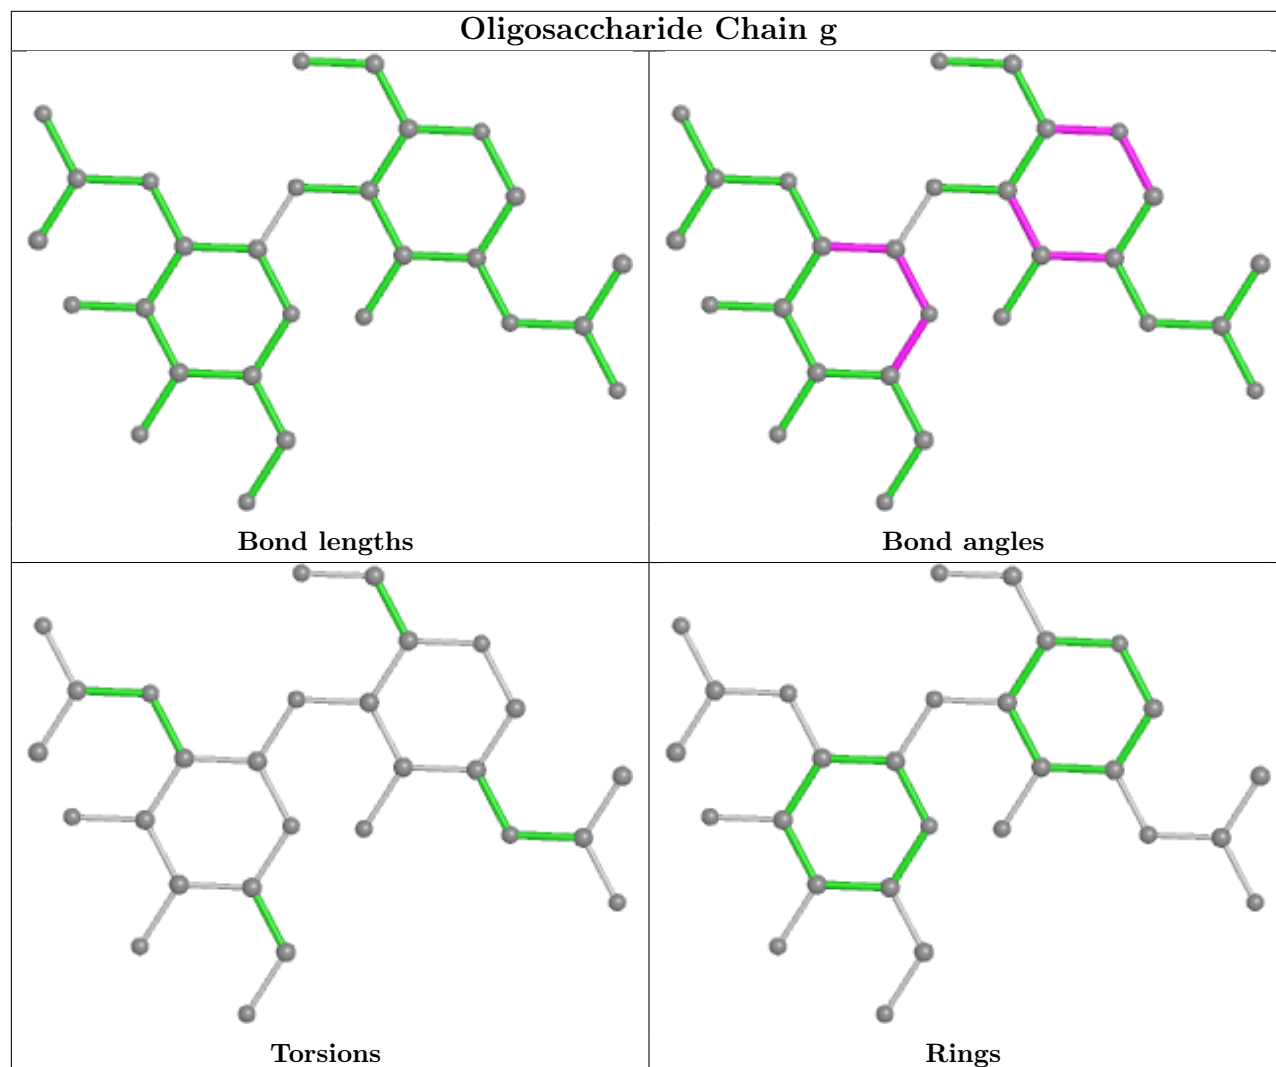 Oligosaccharide Chain g
Bond lengths
Bond angles
Torsions
Rings